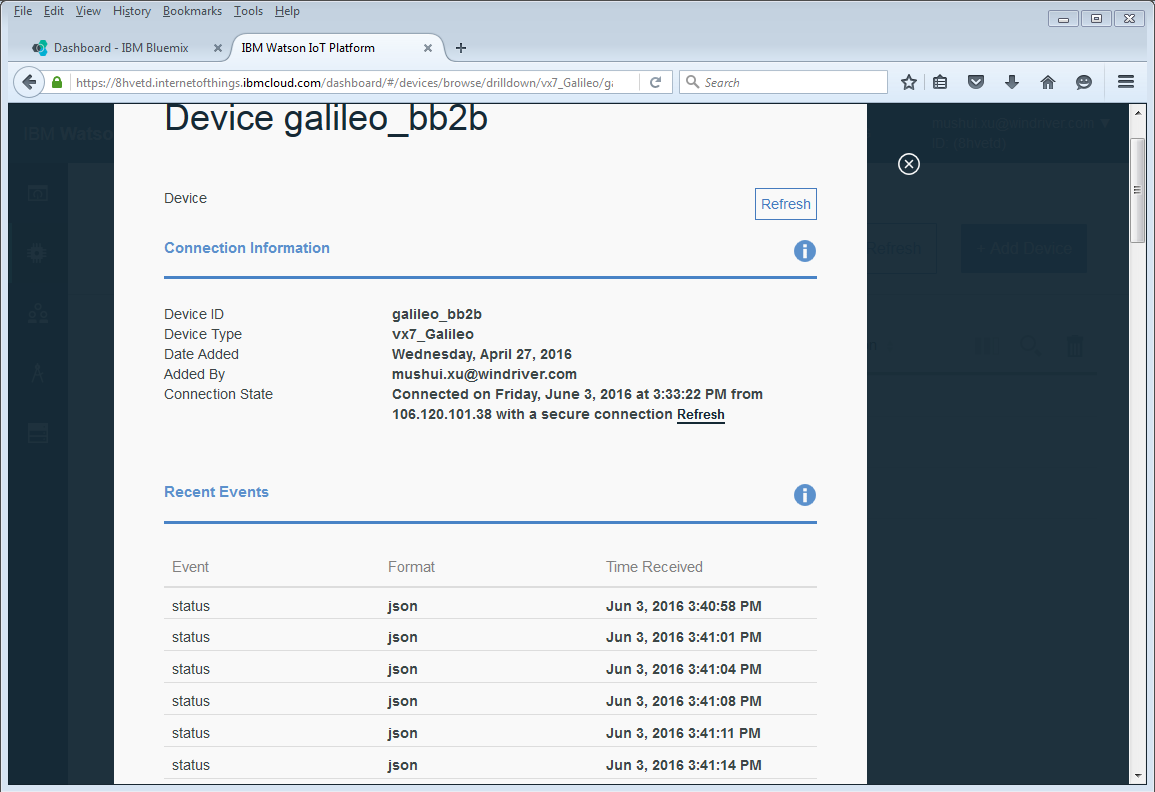 File Edit View History Bookmarks Tools Help
Dashboard - IBM Bluemix
IBM Watson IoT Platform
https://8hvetd.internetofthings.ibmcloud.com/dashboard/#/devices/browse/drilldown/vx7_Galileo/ga
Search
IBM Watso
mushui.xu@windriver.com
ID: (8hvetd)
Device galileo_bb2b
Device
Refresh
Refresh
+ Add Device
Connection Information
Device ID galileo_bb2b
Device Type vx7_Galileo
Date Added Wednesday, April 27, 2016
Added By mushui.xu@windriver.com
Connection State Connected on Friday, June 3, 2016 at 3:33:22 PM from
106.120.101.38 with a secure connection Refresh
Recent Events
Event Format Time Received
status json Jun 3, 2016 3:40:58 PM
status json Jun 3, 2016 3:41:01 PM
status json Jun 3, 2016 3:41:04 PM
status json Jun 3, 2016 3:41:08 PM
status json Jun 3, 2016 3:41:11 PM
status json Jun 3, 2016 3:41:14 PM